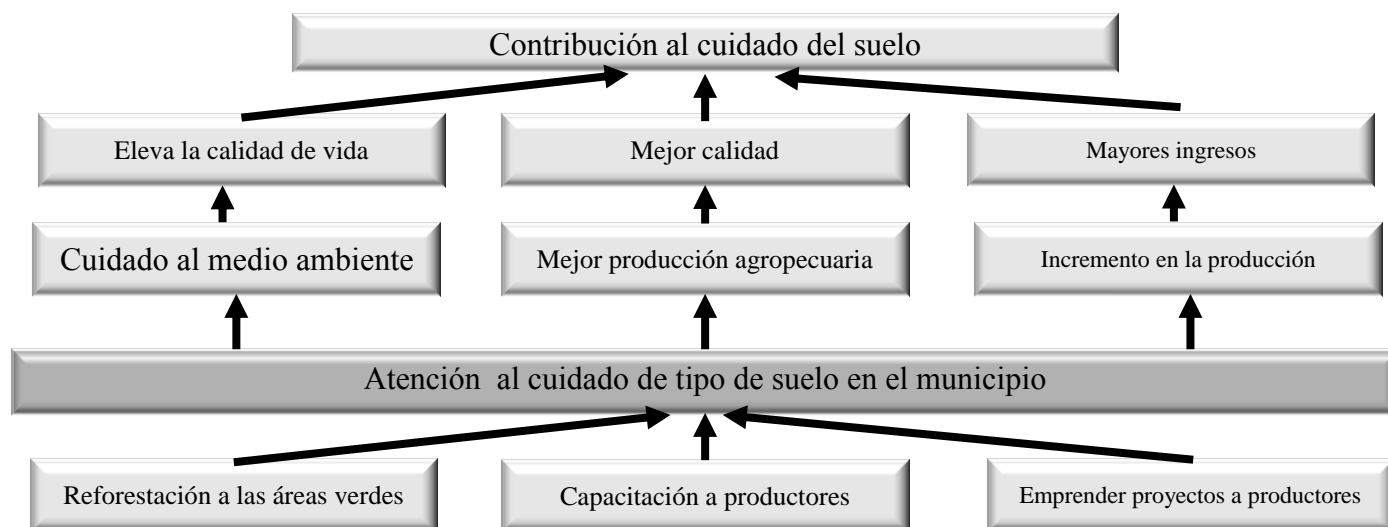 Contribución al cuidado del suelo
Eleva la calidad de vida
Mejor calidad
Mayores ingresos
Cuidado al medio ambiente
Mejor producción agropecuaria
Incremento en la producción
Atención al cuidado de tipo de suelo en el municipio
Reforestación a las áreas verdes
Capacitación a productores
Emprender proyectos a productores